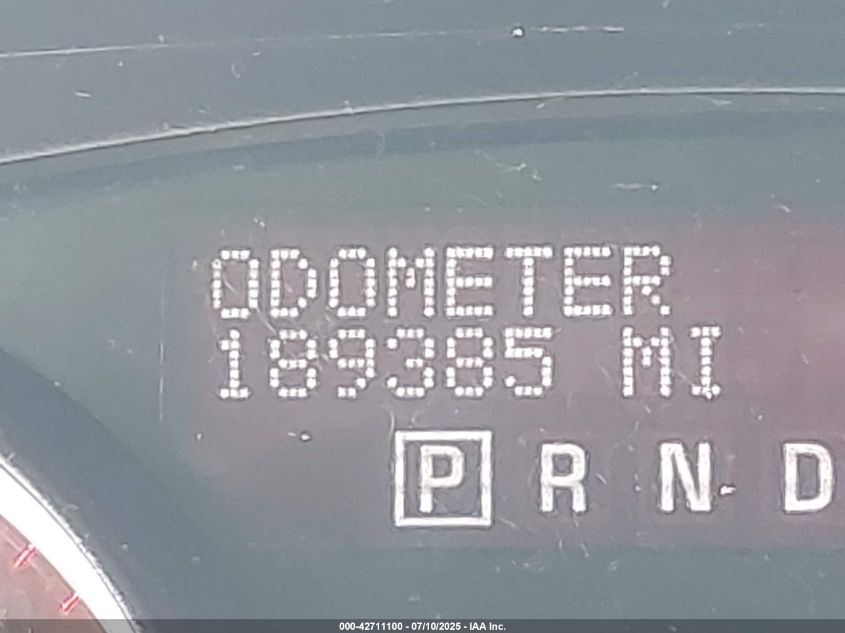 ODOMETER
189385 MI
P R N D
000-42711100 - 07/10/2025 - IAA Inc.